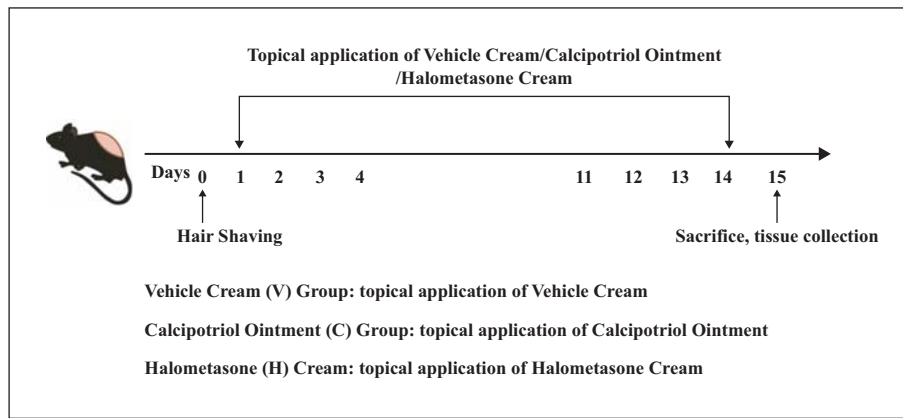 Topical application of Vehicle Cream/Calcipotriol Ointment
/Halometasone Cream
Days 0 1 2 3 4 11 12 13 14 15
Hair Shaving
Sacrifice, tissue collection
Vehicle Cream (V) Group: topical application of Vehicle Cream
Calcipotriol Ointment (C) Group: topical application of Calcipotriol Ointment
Halometasone (H) Cream: topical application of Halometasone Cream